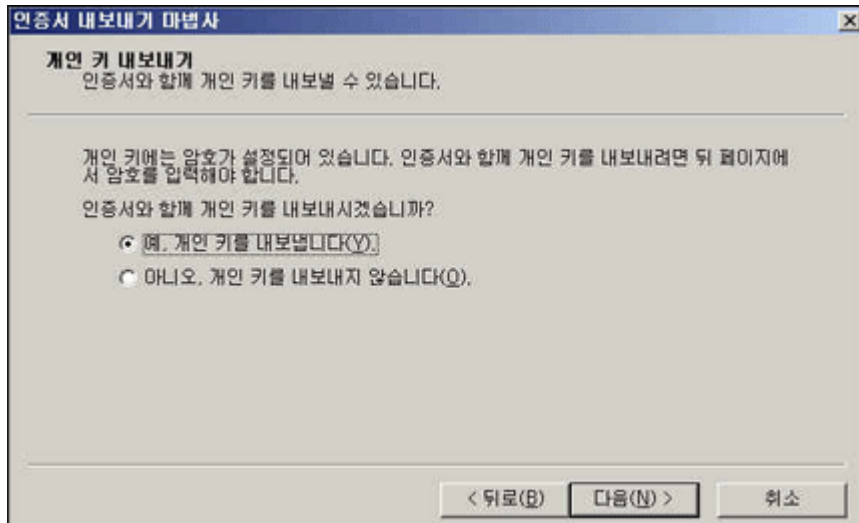 인증서 내보내기 마법사
개인 키 내보내기
인증서와 함께 개인 키를 내보낼 수 있습니다.
개인 키에는 암호가 설정되어 있습니다. 인증서와 함께 개인 키를 내보내려면 뒤 페이지에
서 암호를 입력해야 합니다.
인증서와 함께 개인 키를 내보내시겠습니까?
예, 개인 키를 내보냅니다(Y).
아니오, 개인 키를 내보내지 않습니다(O).
< 뒤로(B) 다음(N) > 취소